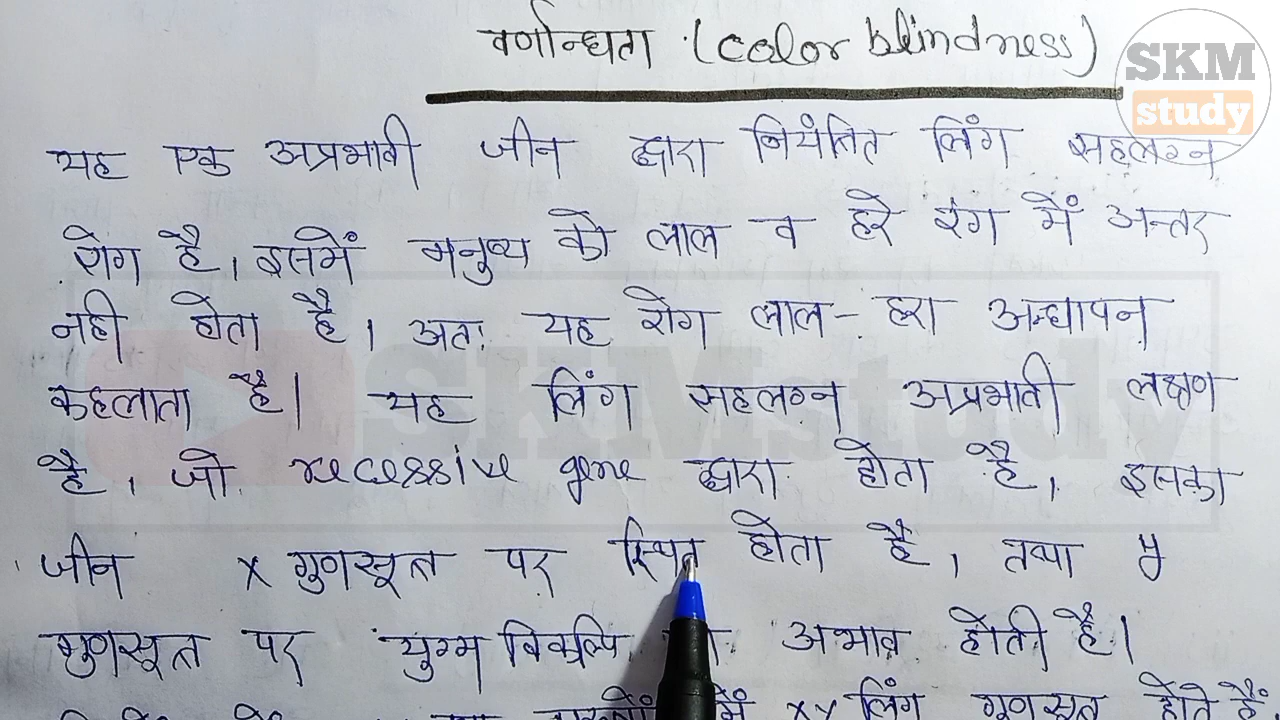 वर्णान्धता (color blindness)
SKM
study
यह एक अप्रभावी जीन द्वारा नियंत्रित लिंग सहलग्न
रोग है, इसमें मनुष्य को लाल व हरे रंग में अन्तर
नही होता है। अतः यह रोग लाल-हरा अन्धापन
कहलाता है। यह लिंग सहलग्न अप्रभावी लक्षण
है, जो recessive gene द्वारा होता है, इसका
जीन x गुणसूत्र पर स्थित होता है, तथा y
गुणसूत्र पर युग्म विकल्पि अभाव होती है।
में xy लिंग गुणसूत्र होते हैं
SKMstudy